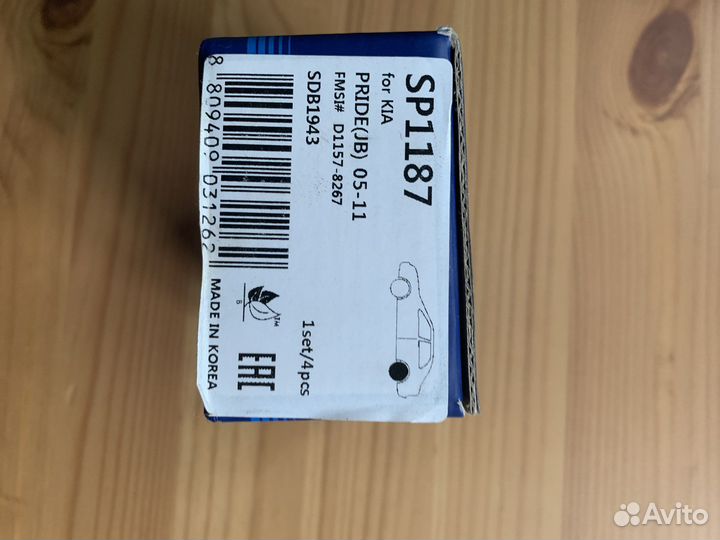 SP1187
for KIA
PRIDE(JB) 05-11
FMSI# D1157-8267
SDB1943
1set/4pcs
8 809409 031262
B
TM
MADE IN KOREA
EAC
Avito